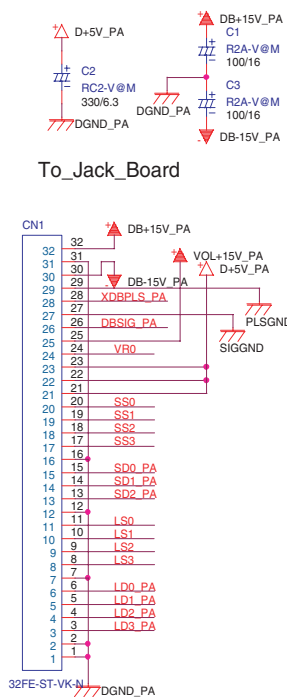 D+5V_PA
C2
RC2-V@M
330/6.3
DGND_PA
DB+15V_PA
C1
R2A-V@M
100/16
C3
R2A-V@M
100/16
DGND_PA
DB-15V_PA
To_Jack_Board
CN1
32 32 DB+15V_PA
31 31 VOL+15V_PA
30 30 D+5V_PA
29 29 DB-15V_PA
28 28 XDBPLS_PA
27 27 PLSGND
26 26 DBSIG_PA
25 25 SIGGND
24 24 VR0
23 23
22 22
21 21
20 20 SS0
19 19 SS1
18 18 SS2
17 17 SS3
16 16
15 15 SD0_PA
14 14 SD1_PA
13 13 SD2_PA
12 12
11 11 LS0
10 10 LS1
9 9 LS2
8 8 LS3
7 7
6 6 LD0_PA
5 5 LD1_PA
4 4 LD2_PA
3 3 LD3_PA
2 2
1 1
32FE-ST-VK-N
DGND_PA